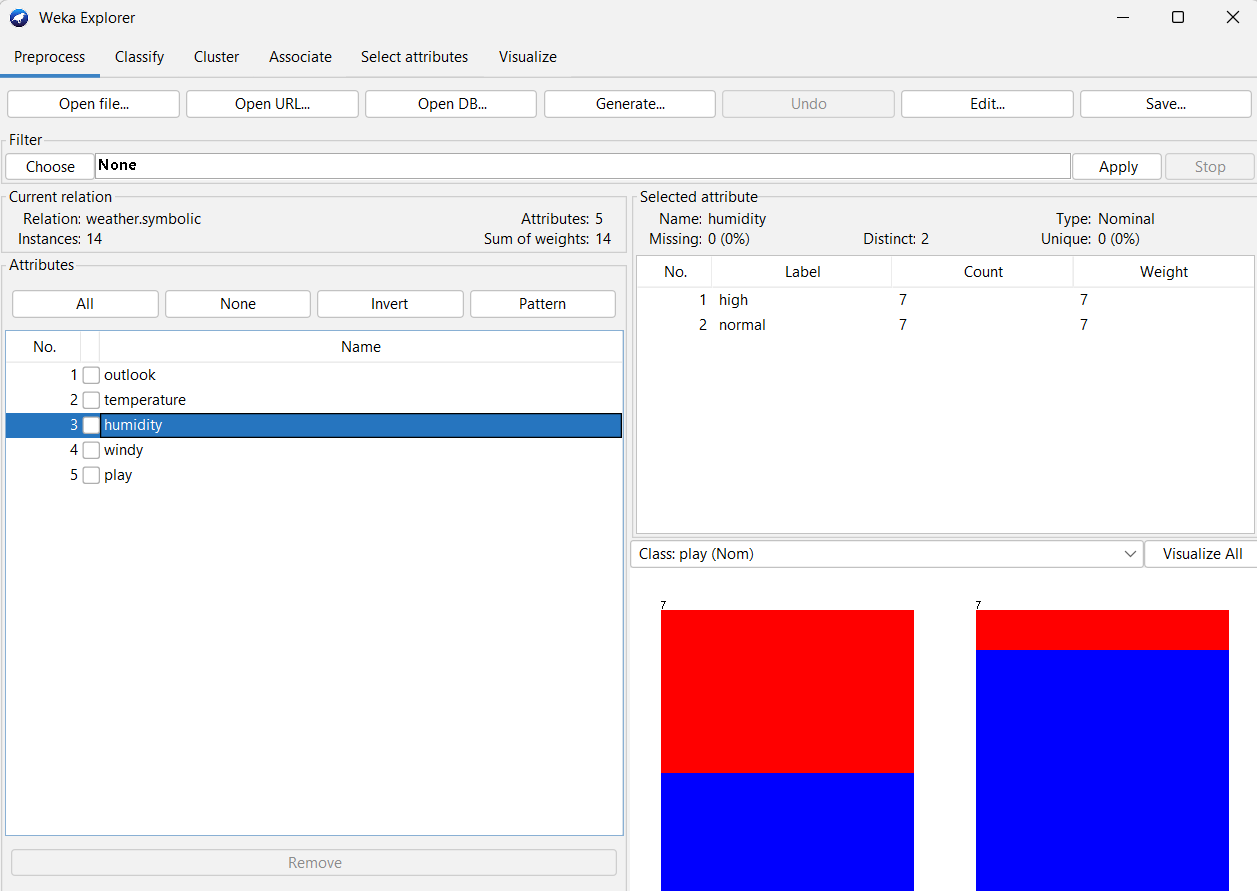 Weka Explorer
Preprocess Classify Cluster Associate Select attributes Visualize
Open file... Open URL... Open DB... Generate... Undo Edit... Save...
Filter
Choose None Apply Stop
Current relation
Relation: weather.symbolic Attributes: 5
Instances: 14 Sum of weights: 14
Attributes
All None Invert Pattern
No. Name
1 outlook
2 temperature
3 humidity
4 windy
5 play
Remove
Selected attribute
Name: humidity Type: Nominal
Missing: 0 (0%) Distinct: 2 Unique: 0 (0%)
No. Label Count Weight
1 high 7 7
2 normal 7 7
Class: play (Nom) Visualize All
7 7